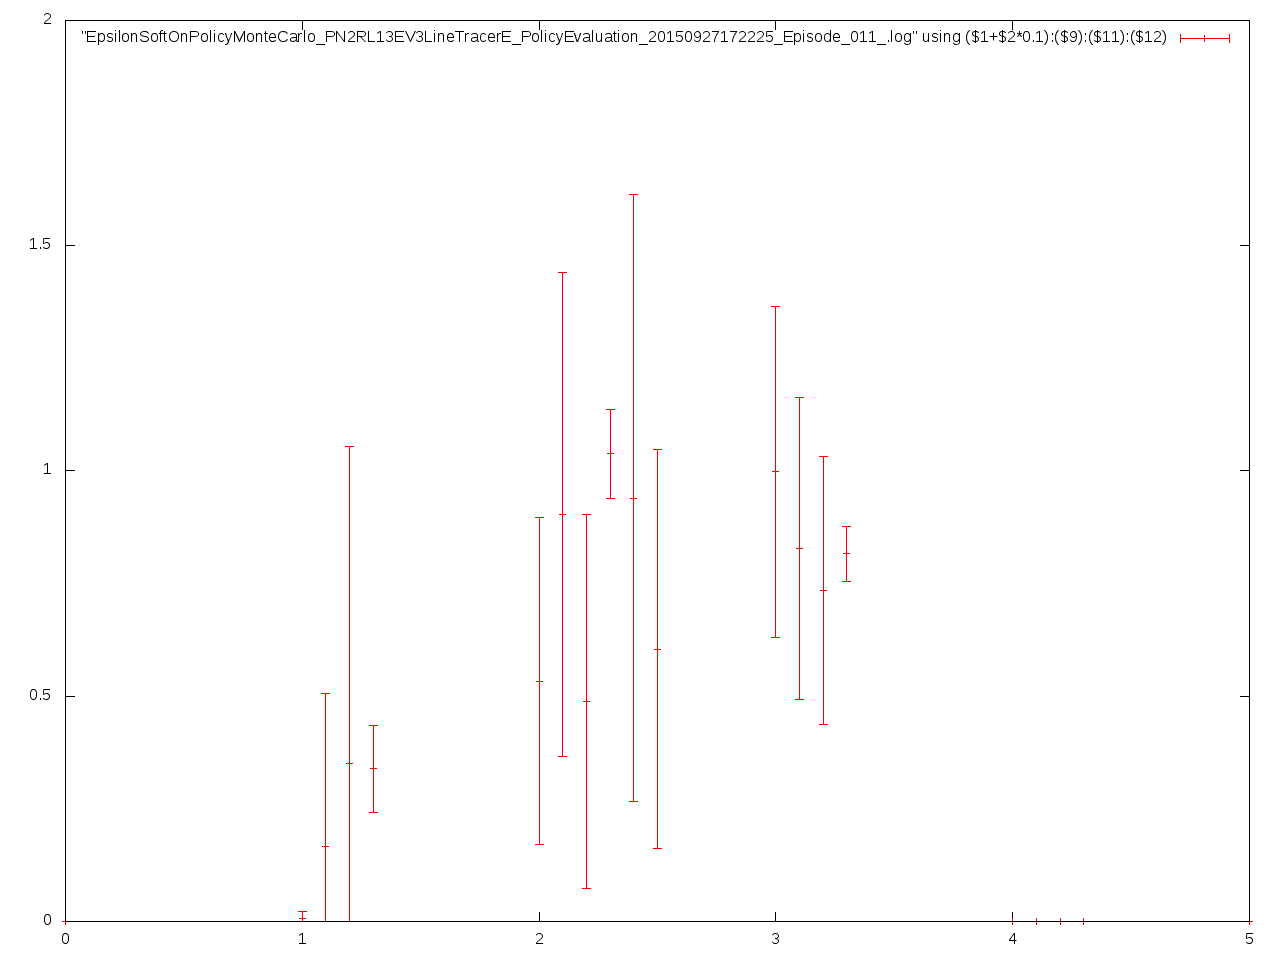 2
"EpsilonSoftOnPolicyMonteCarlo_PN2RL13EV3LineTracerE_PolicyEvaluation_20150927172225_Episode_011_.log" using ($1+$2*0.1):($9):($11):($12)
1.5
1
0.5
0
0 1 2 3 4 5